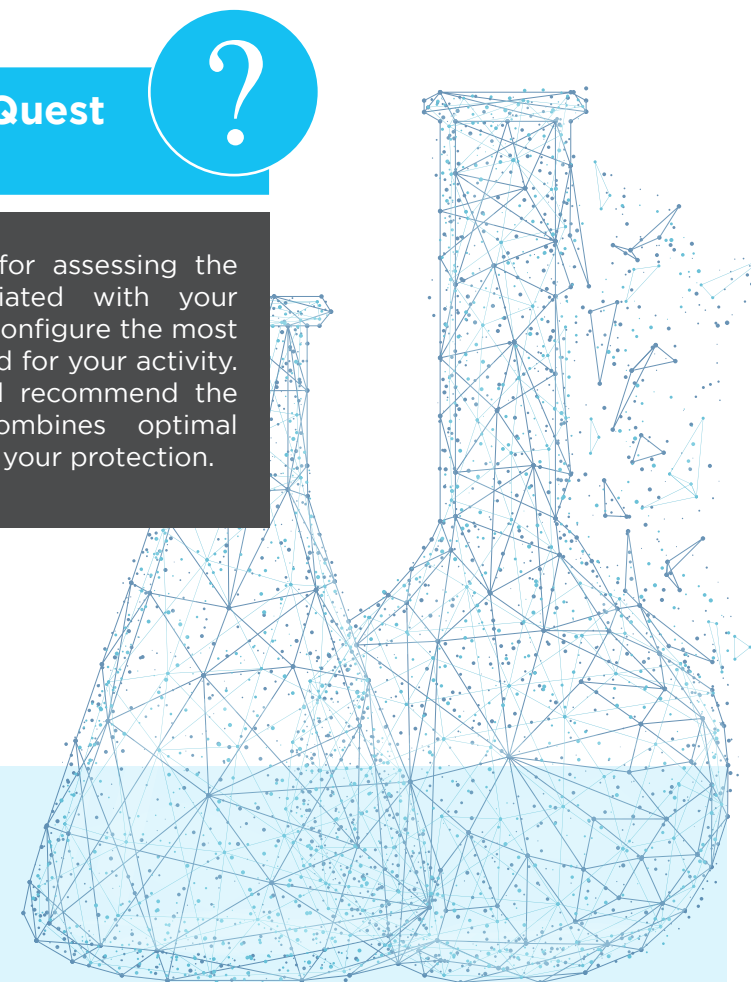 Quest
?
for assessing the
iated with your
onfigure the most
d for your activity.
l recommend the
ombines optimal
your protection.